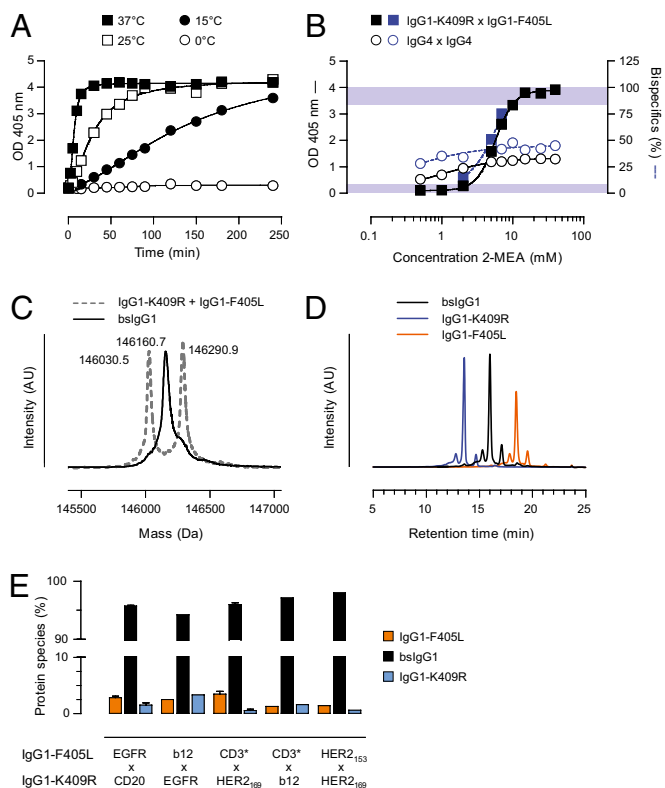 A
37°C 15°C
25°C 0°C
OD 405 nm
5
4
3
2
1
0
0 50 100 150 200 250
Time (min)
B
IgG1-K409R x IgG1-F405L
IgG4 x IgG4
OD 405 nm —
5
4
3
2
1
0
125
100
75
50
25
0
Bispecifics (%) ---
0.1 1 10 100
Concentration 2-MEA (mM)
C
IgG1-K409R + IgG1-F405L
bsIgG1
146160.7
146030.5
146290.9
Intensity (AU)
145500 146000 146500 147000
Mass (Da)
D
bsIgG1
IgG1-K409R
IgG1-F405L
Intensity (AU)
5 10 15 20 25
Retention time (min)
E
Protein species (%)
100
90
10
0
IgG1-F405L
bsIgG1
IgG1-K409R
IgG1-F405L EGFR b12 CD3* CD3* HER2153
x x x x x
IgG1-K409R CD20 EGFR HER2169 b12 HER2169